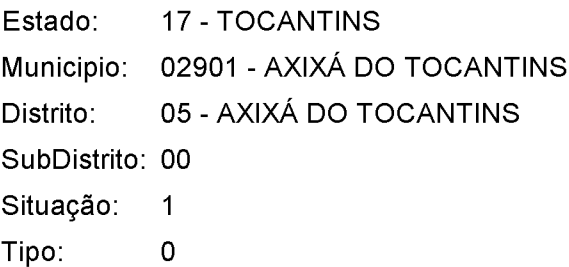 Estado: 17 - TOCANTINS
Municipio: 02901 - AXIXÁ DO TOCANTINS
Distrito: 05 - AXIXÁ DO TOCANTINS
SubDistrito: 00
Situação: 1
Tipo: 0